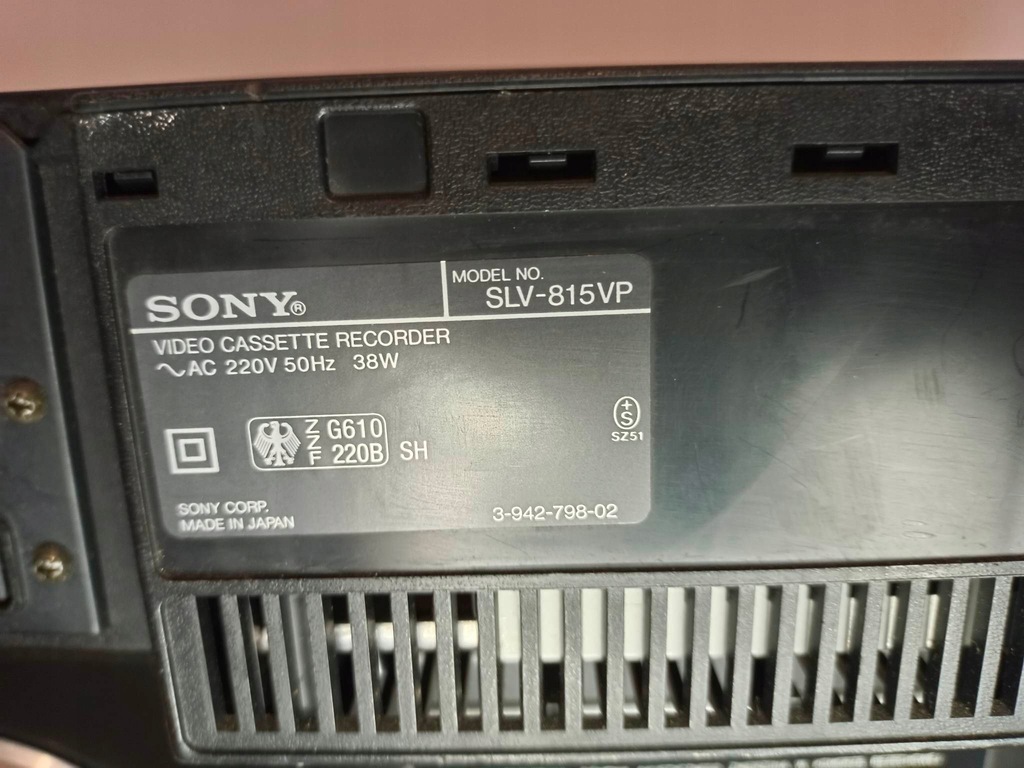 SONY®
MODEL NO.
SLV-815VP
VIDEO CASSETTE RECORDER
~AC 220V 50Hz 38W
ZZF G610
220B SH
+
S
SZ51
SONY CORP.
MADE IN JAPAN
3-942-798-02